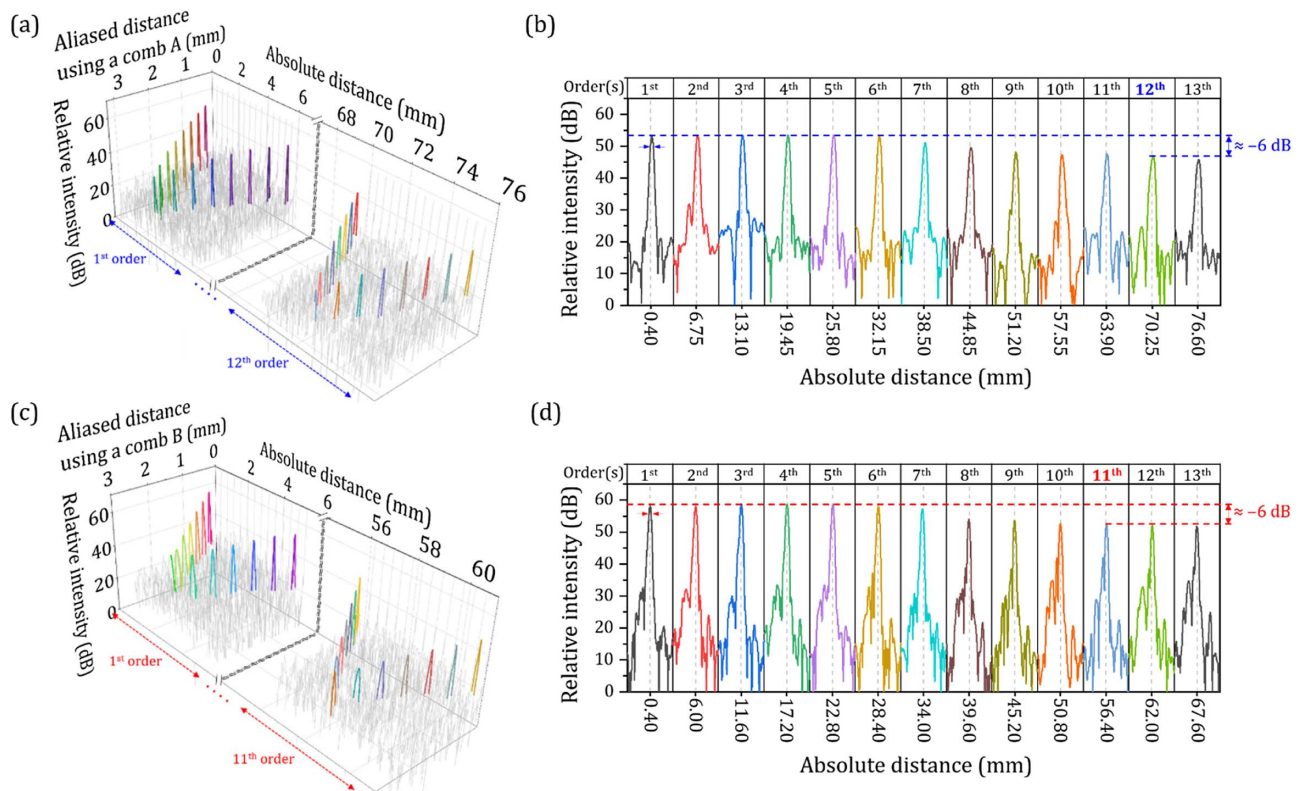 (a)
Aliased distance
using a comb A (mm)
3 2 1 0
Absolute distance (mm)
0 2 4 6 68 70 72 74 76
Relative intensity (dB)
60
40
20
0
1st order
12th order
(b)
Order(s) 1st 2nd 3rd 4th 5th 6th 7th 8th 9th 10th 11th 12th 13th
Relative intensity (dB)
60
50
40
30
20
10
0
≈ −6 dB
0.40 6.75 13.10 19.45 25.80 32.15 38.50 44.85 51.20 57.55 63.90 70.25 76.60
Absolute distance (mm)
(c)
Aliased distance
using a comb B (mm)
3 2 1 0
Absolute distance (mm)
2 4 6 56 58 60
Relative intensity (dB)
60
40
20
0
1st order
11th order
(d)
Order(s) 1st 2nd 3rd 4th 5th 6th 7th 8th 9th 10th 11th 12th 13th
Relative intensity (dB)
60
50
40
30
20
10
0
≈ −6 dB
0.40 6.00 11.60 17.20 22.80 28.40 34.00 39.60 45.20 50.80 56.40 62.00 67.60
Absolute distance (mm)